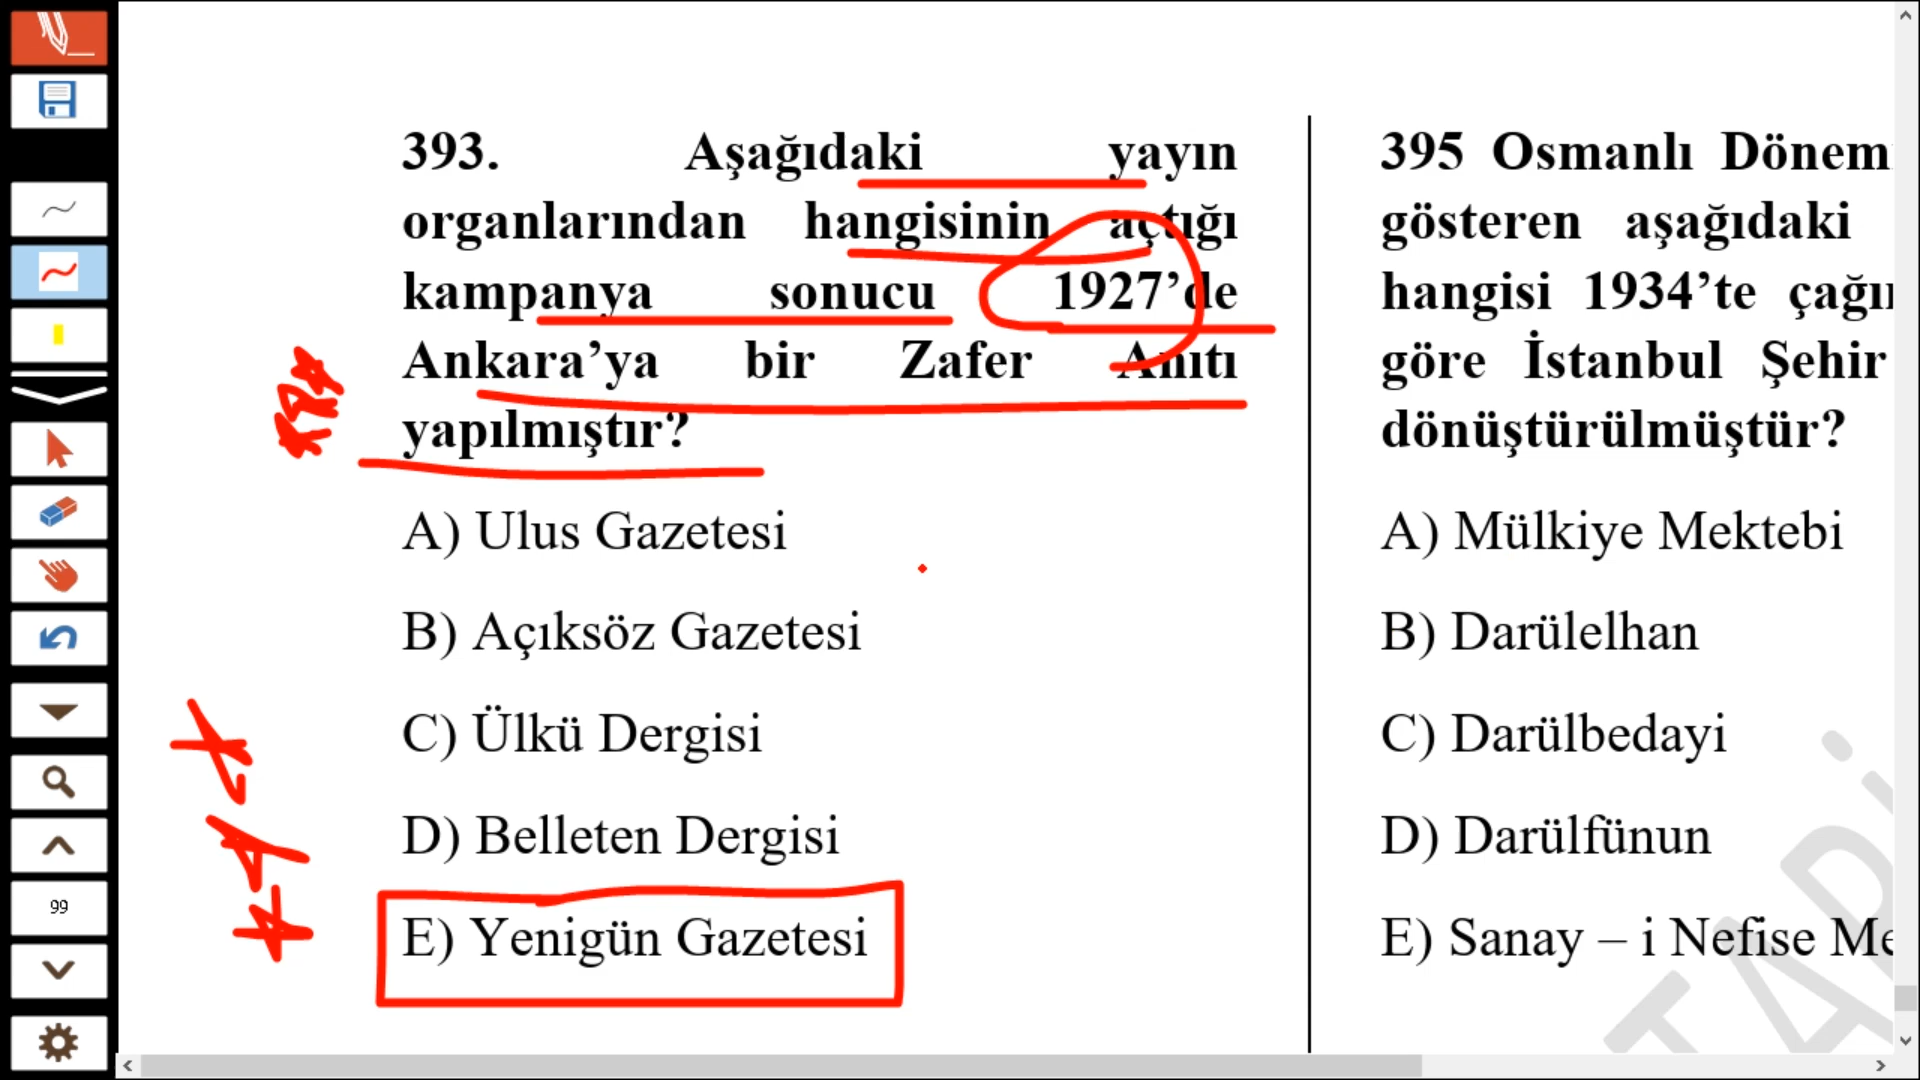 393. Aşağıdaki yayın
organlarından hangisinin açtığı
kampanya sonucu 1927’de
Ankara’ya bir Zafer Anıtı
yapılmıştır?
A) Ulus Gazetesi
B) Açıksöz Gazetesi
C) Ülkü Dergisi
D) Belleten Dergisi
E) Yenigün Gazetesi
395 Osmanlı Dönem
gösteren aşağıdaki
hangisi 1934’te
göre İstanbul Şehir
dönüştürülmüştür?
A) Mülkiye Mektebi
B) Darülelhan
C) Darülbedayi
D) Darülfünun
E) Sanay – i Nefise
99